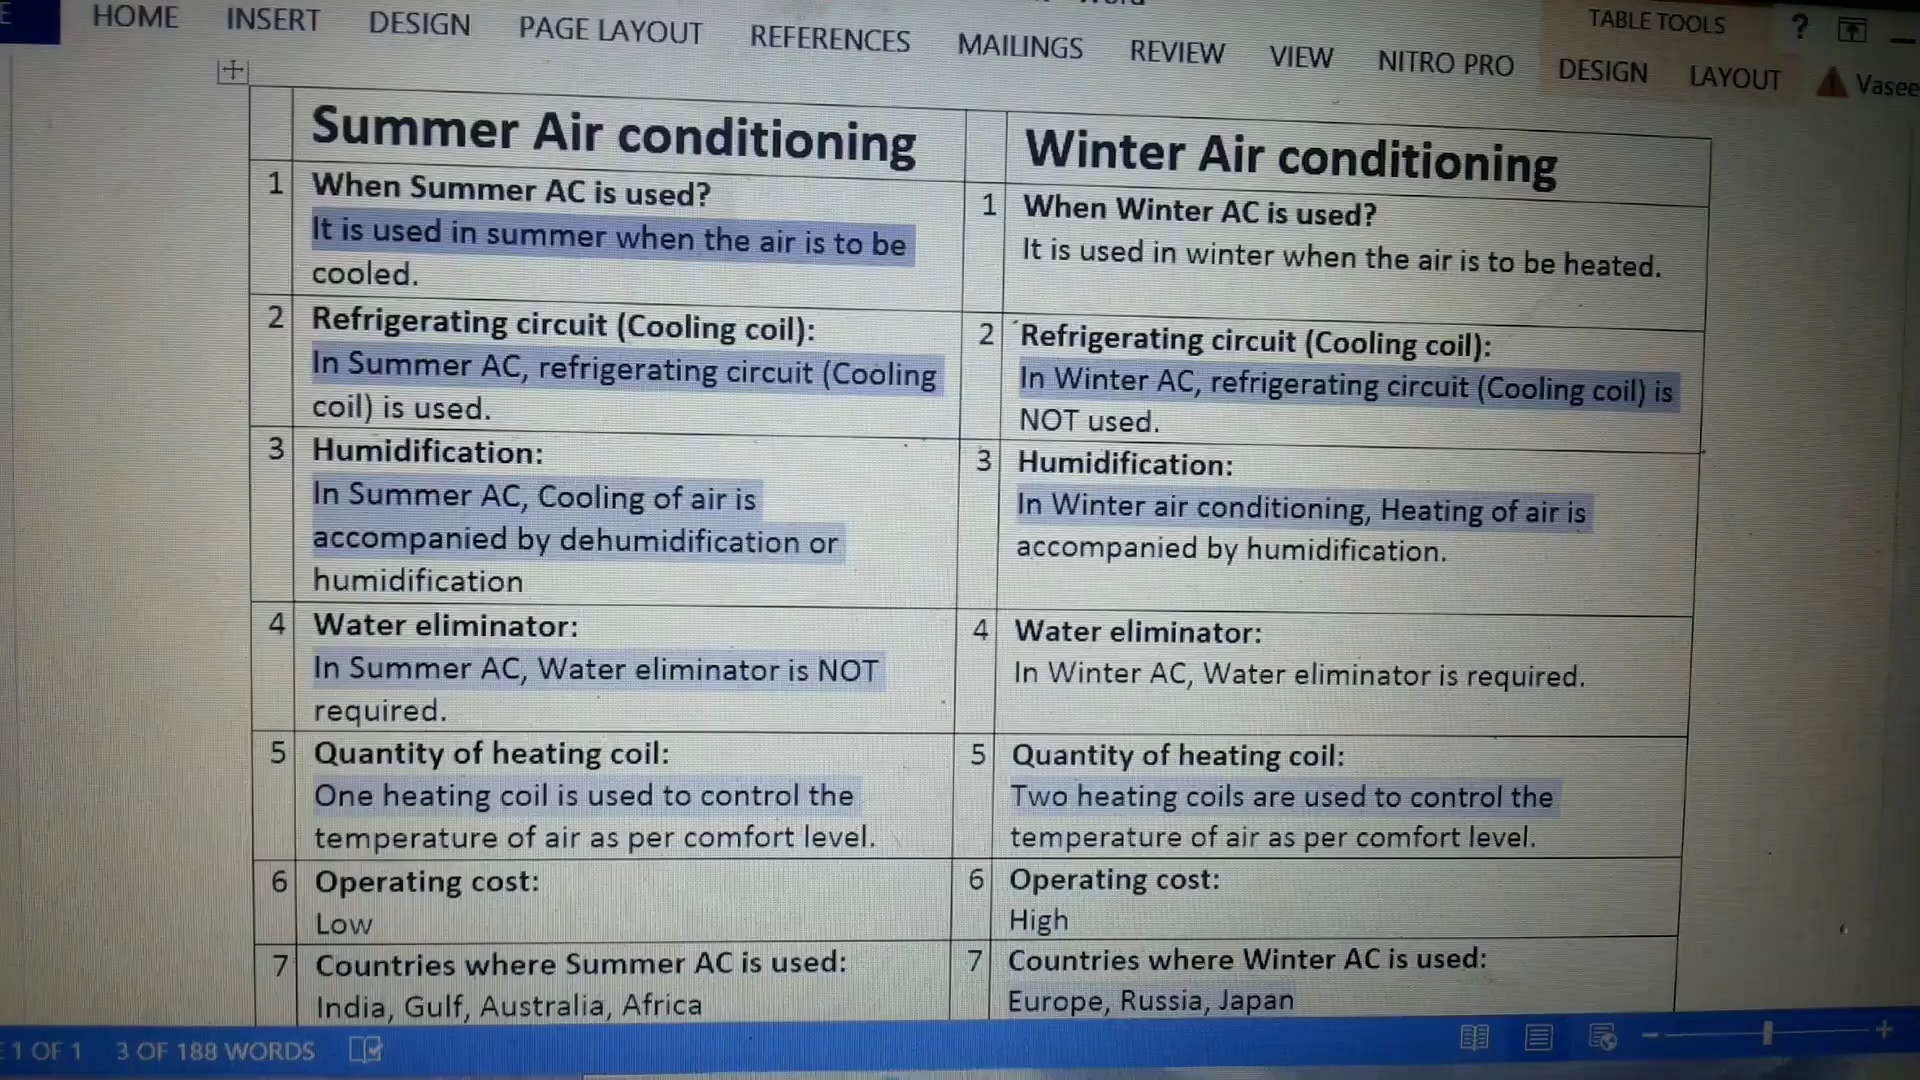 HOME INSERT DESIGN PAGE LAYOUT REFERENCES MAILINGS REVIEW VIEW NITRO PRO DESIGN LAYOUT Vasee
TABLE TOOLS ?
Summer Air conditioning
Winter Air conditioning
1 When Summer AC is used?
It is used in summer when the air is to be
cooled.
1 When Winter AC is used?
It is used in winter when the air is to be heated.
2 Refrigerating circuit (Cooling coil):
In Summer AC, refrigerating circuit (Cooling
coil) is used.
2 Refrigerating circuit (Cooling coil):
In Winter AC, refrigerating circuit (Cooling coil) is
NOT used.
3 Humidification:
In Summer AC, Cooling of air is
accompanied by dehumidification or
humidification
3 Humidification:
In Winter air conditioning, Heating of air is
accompanied by humidification.
4 Water eliminator:
In Summer AC, Water eliminator is NOT
required.
4 Water eliminator:
In Winter AC, Water eliminator is required.
5 Quantity of heating coil:
One heating coil is used to control the
temperature of air as per comfort level.
5 Quantity of heating coil:
Two heating coils are used to control the
temperature of air as per comfort level.
6 Operating cost:
Low
6 Operating cost:
High
7 Countries where Summer AC is used:
India, Gulf, Australia, Africa
7 Countries where Winter AC is used:
Europe, Russia, Japan
1 OF 1 3 OF 188 WORDS